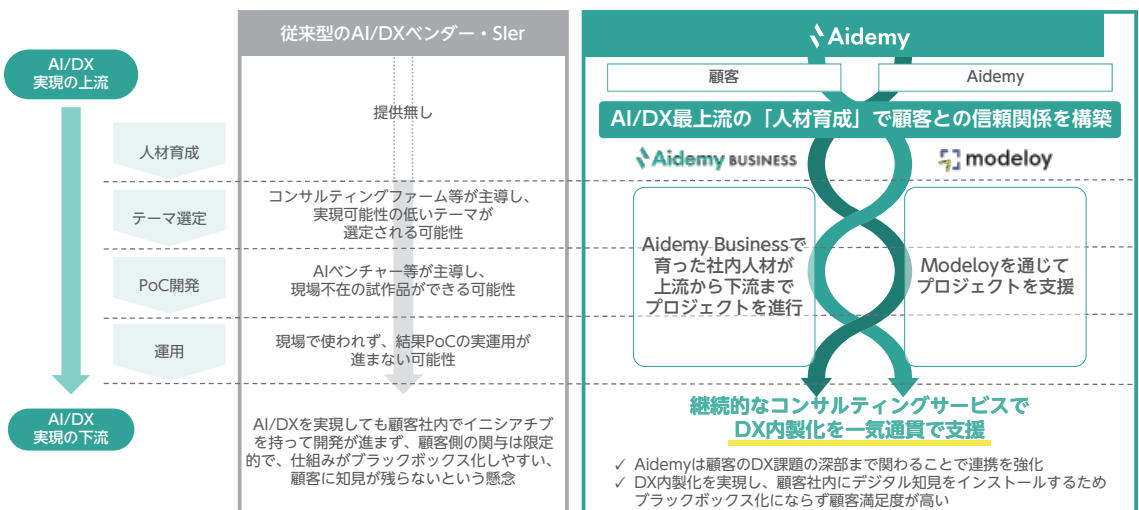 従来型のAI/DXベンダー・SIer
Aidemy
AI/DX
実現の上流
顧客
Aidemy
提供無し
AI/DX最上流の「人材育成」で顧客との信頼関係を構築
人材育成
Aidemy BUSINESS
modeloy
テーマ選定
コンサルティングファーム等が主導し、
実現可能性の低いテーマが
選定される可能性
Aidemy Businessで
育った社内人材が
上流から下流まで
プロジェクトを進行
Modeloyを通じて
プロジェクトを支援
PoC開発
AIベンチャー等が主導し、
現場不在の試作品ができる可能性
運用
現場で使われず、結果PoCの実運用が
進まない可能性
AI/DX
実現の下流
AI/DXを実現しても顧客社内でイニシアチブ
を持って開発が進まず、顧客側の関与は限定
的で、仕組みがブラックボックス化しやすい、
顧客に知見が残らないという懸念
継続的なコンサルティングサービスで
DX内製化を一気通貫で支援
✓ Aidemyは顧客のDX課題の深部まで関わることで連携を強化
✓ DX内製化を実現し、顧客社内にデジタル知見をインストールするため
ブラックボックス化にならず顧客満足度が高い